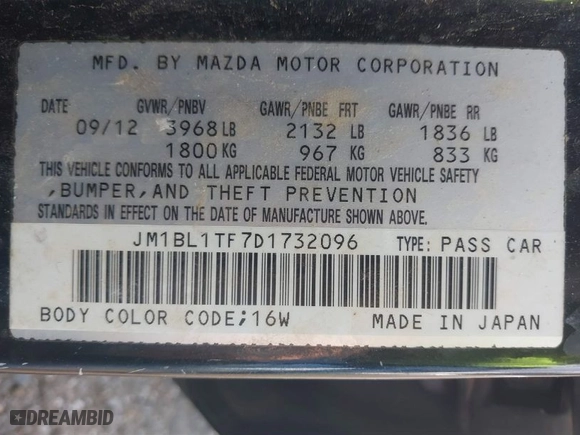 MFD. BY MAZDA MOTOR CORPORATION
DATE GVWR/PNBV GAWR/PNBE FRT GAWR/PNBE RR
09/12 3968 LB 2132 LB 1836 LB
1800 KG 967 KG 833 KG
THIS VEHICLE CONFORMS TO ALL APPLICABLE FEDERAL MOTOR VEHICLE SAFETY
,BUMPER,AND THEFT PREVENTION
STANDARDS IN EFFECT ON THE DATE OF MANUFACTURE SHOWN ABOVE.
JM1BL1TF7D1732096 TYPE: PASS CAR
BODY COLOR CODE;16W MADE IN JAPAN
DREAMBID